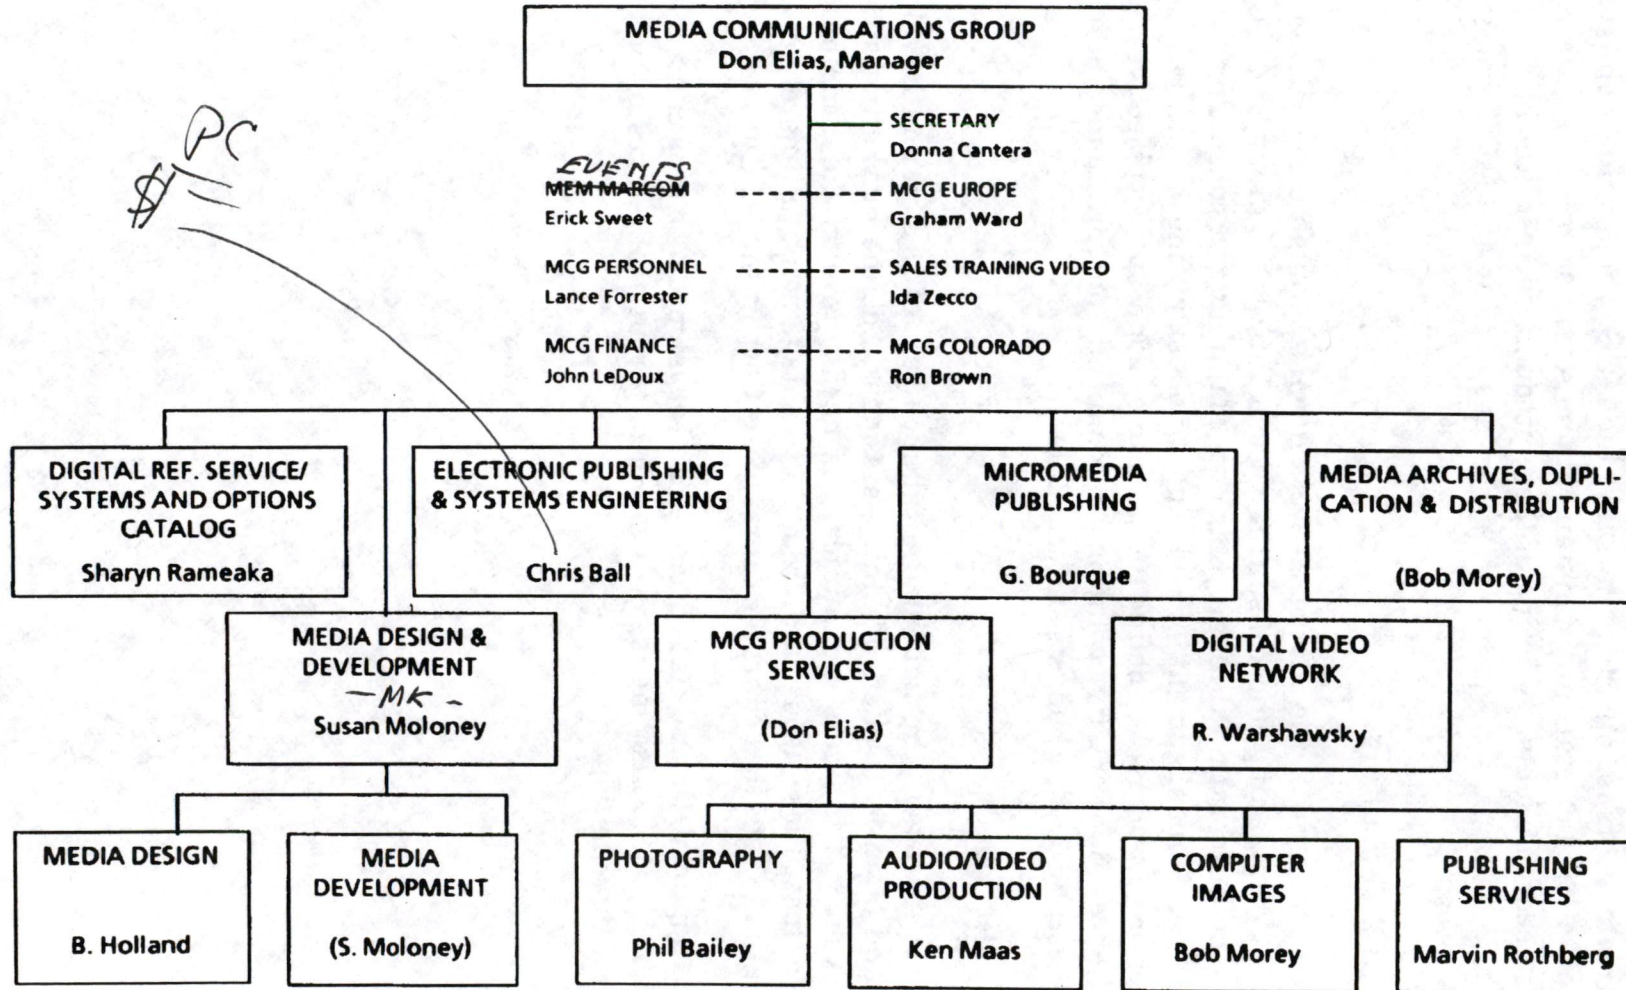 MEDIA COMMUNICATIONS GROUP
Don Elias, Manager
PC
$
SECRETARY
Donna Cantera
EVENTS
MEM MARCOM
Erick Sweet
MCG EUROPE
Graham Ward
MCG PERSONNEL
Lance Forrester
SALES TRAINING VIDEO
Ida Zecco
MCG FINANCE
John LeDoux
MCG COLORADO
Ron Brown
DIGITAL REF. SERVICE/
SYSTEMS AND OPTIONS
CATALOG
Sharyn Rameaka
ELECTRONIC PUBLISHING
& SYSTEMS ENGINEERING
Chris Ball
MICROMEDIA
PUBLISHING
G. Bourque
MEDIA ARCHIVES, DUPLI-
CATION & DISTRIBUTION
(Bob Morey)
MEDIA DESIGN &
DEVELOPMENT
- MK -
Susan Moloney
MCG PRODUCTION
SERVICES
(Don Elias)
DIGITAL VIDEO
NETWORK
R. Warshawsky
MEDIA DESIGN
B. Holland
MEDIA
DEVELOPMENT
(S. Moloney)
PHOTOGRAPHY
Phil Bailey
AUDIO/VIDEO
PRODUCTION
Ken Maas
COMPUTER
IMAGES
Bob Morey
PUBLISHING
SERVICES
Marvin Rothberg